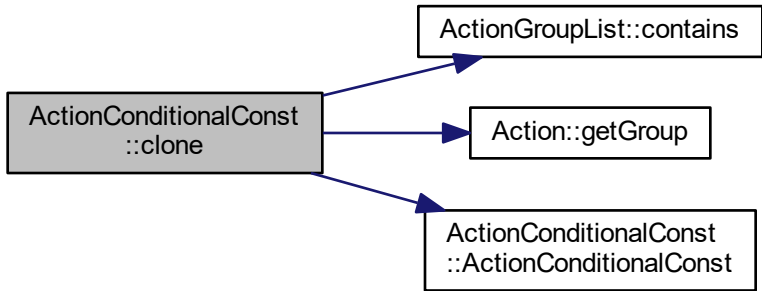 ActionConditionalConst
::clone
ActionGroupList::contains
Action::getGroup
ActionConditionalConst
::ActionConditionalConst